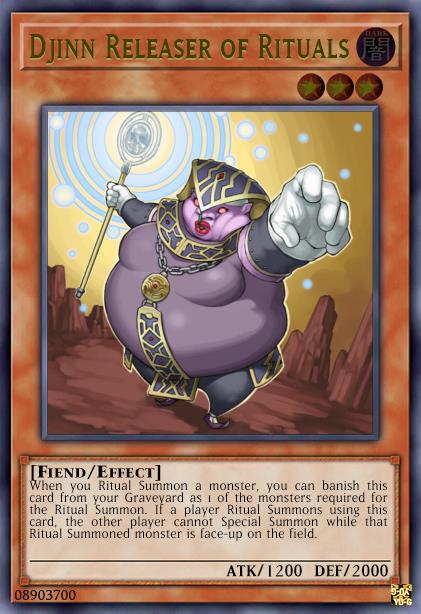 DJINN RELEASER OF RITUALS
DARK
闇
[FIEND/EFFECT]
When you Ritual Summon a monster, you can banish this
card from your Graveyard as 1 of the monsters required for
the Ritual Summon. If a player Ritual Summons using this
card, the other player cannot Special Summon while that
Ritual Summoned monster is face-up on the field.
ATK/1200 DEF/2000
08903700